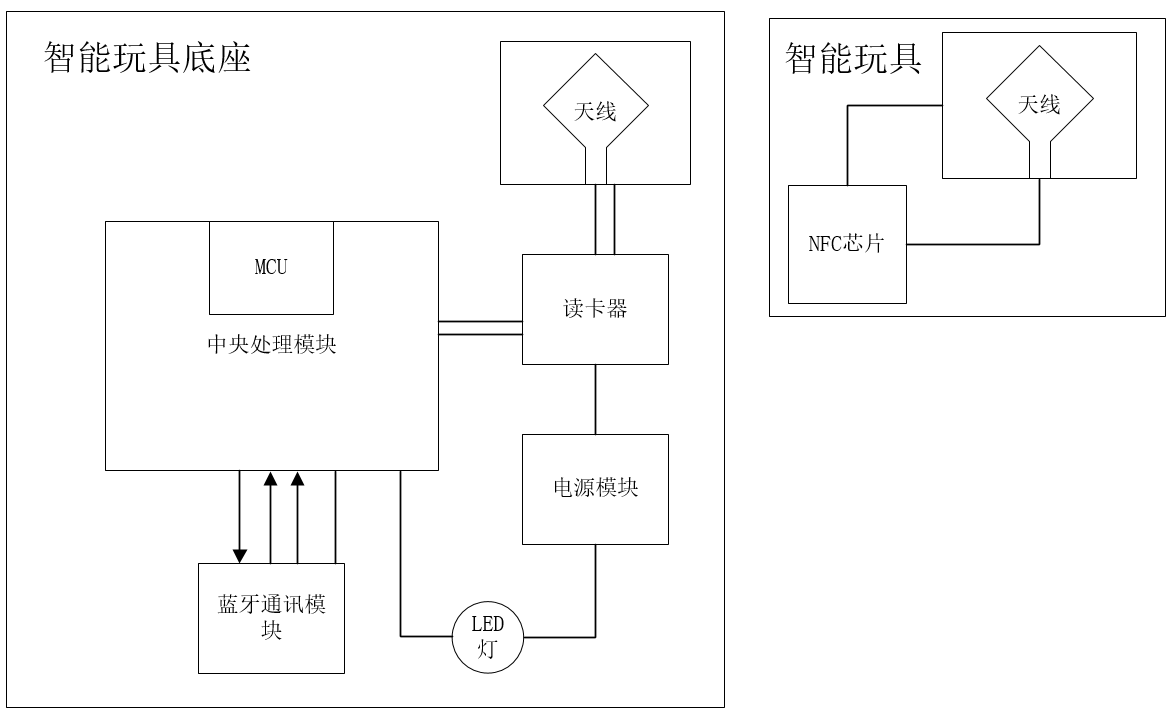 智能玩具底座
天线
MCU
中央处理模块
读卡器
电源模块
蓝牙通讯模
块
LED
灯
智能玩具
天线
NFC芯片